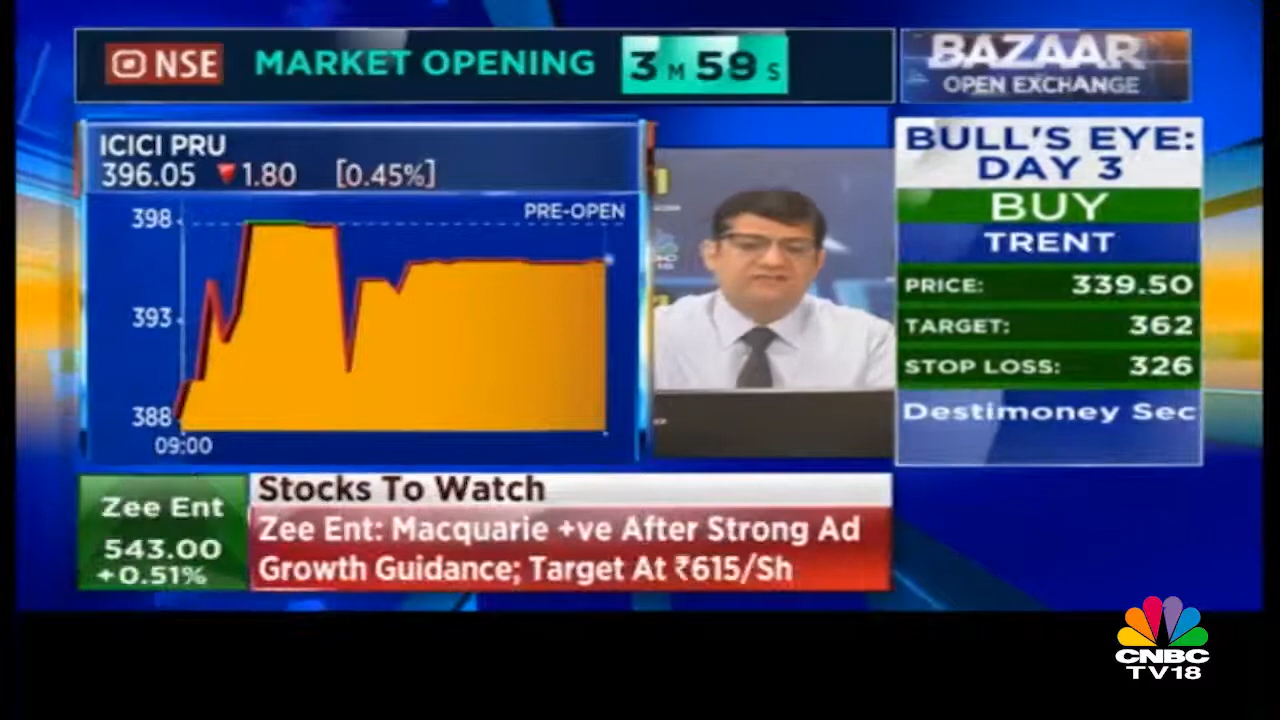 NSE MARKET OPENING 3 M 59 S
BAZAAR
OPEN EXCHANGE
ICICI PRU
396.05 ▼1.80 [0.45%]
PRE-OPEN
398
393
388
09:00
BULL'S EYE:
DAY 3
BUY
TRENT
PRICE: 339.50
TARGET: 362
STOP LOSS: 326
Destimoney Sec
Zee Ent
543.00
+0.51%
Stocks To Watch
Zee Ent: Macquarie +ve After Strong Ad
Growth Guidance; Target At ₹615/Sh
CNBC
TV18